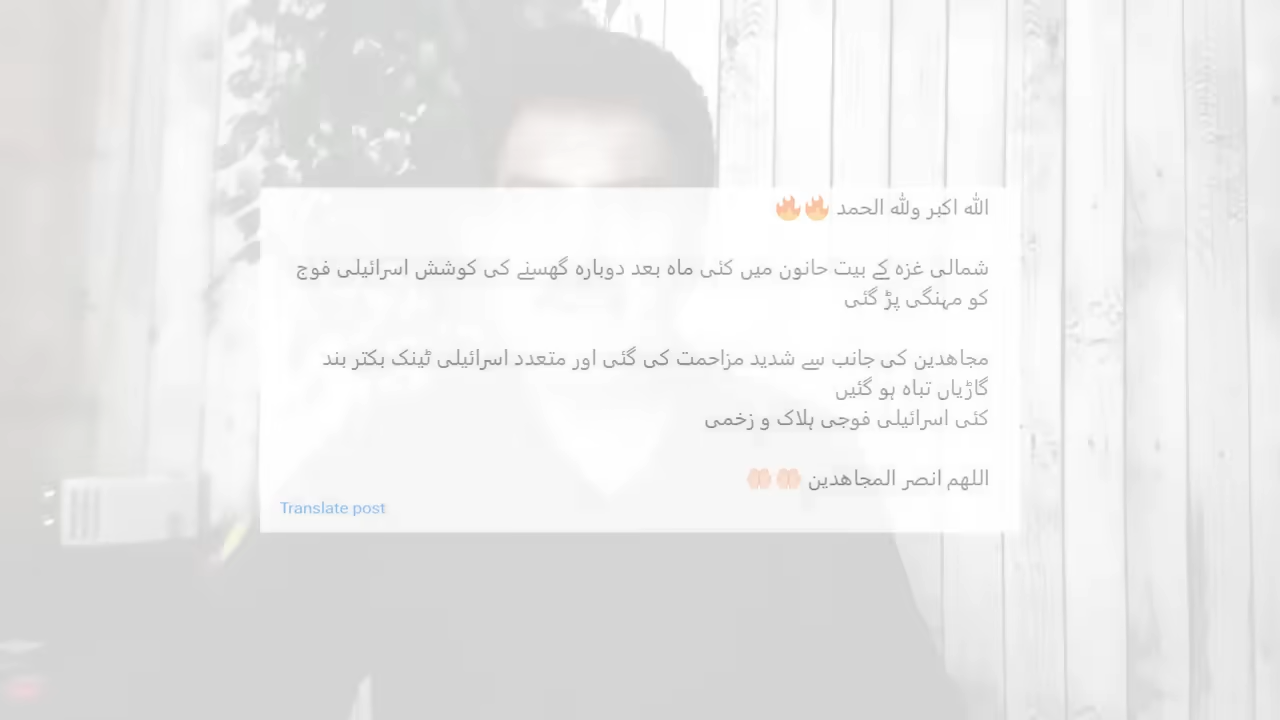 اللہ اکبر وللہ الحمد 🔥🔥
شمالی غزہ کے بیت حانون میں کئی ماہ بعد دوبارہ گھسنے کی کوشش اسرائیلی فوج
کو مہنگی پڑ گئی
مجاھدین کی جانب سے شدید مزاحمت کی گئی اور متعدد اسرائیلی ٹینک بکتر بند
گاڑیاں تباہ ہو گئیں
کئی اسرائیلی فوجی ہلاک و زخمی
اللھم انصر المجاھدین 🤲🤲
Translate post